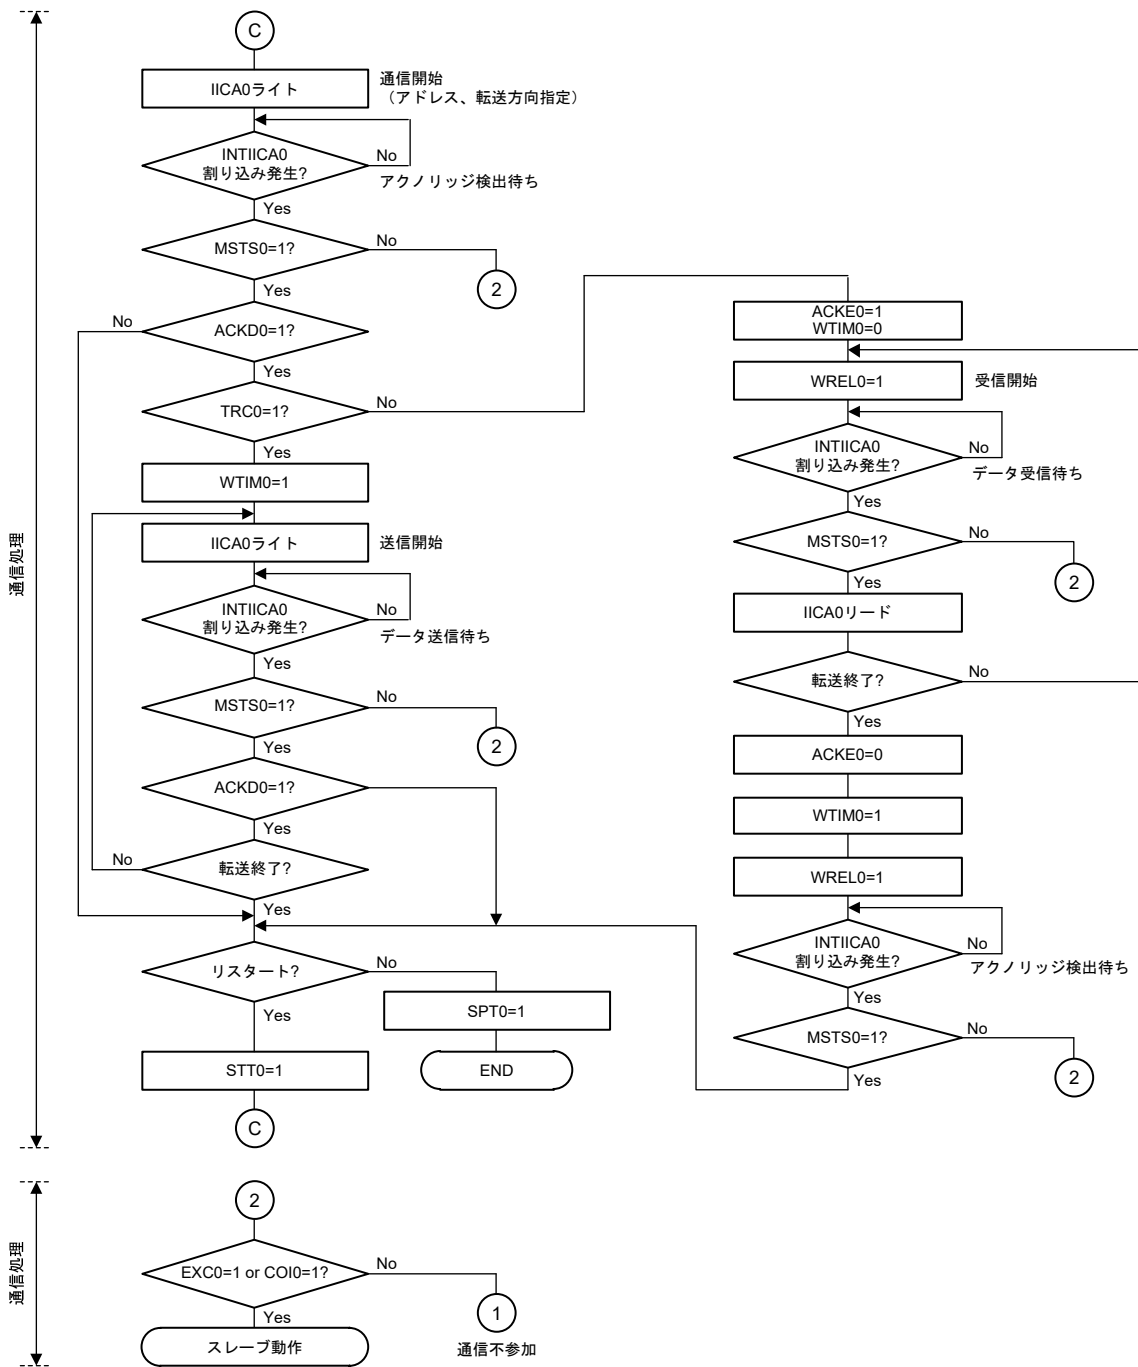 C
IICA0ライト
通信開始
（アドレス、転送方向指定）
INTIICA0
割り込み発生?
No
アクノリッジ検出待ち
Yes
MSTS0=1?
No
2
Yes
ACKD0=1?
No
Yes
TRC0=1?
No
Yes
WTIM0=1
IICA0ライト
送信開始
INTIICA0
割り込み発生?
No
データ送信待ち
Yes
MSTS0=1?
No
2
Yes
ACKD0=1?
Yes
転送終了?
No
Yes
リスタート?
No
Yes
SPT0=1
END
STT0=1
C
ACKE0=1
WTIM0=0
WREL0=1
受信開始
INTIICA0
割り込み発生?
No
データ受信待ち
Yes
MSTS0=1?
No
2
Yes
IICA0リード
転送終了?
No
Yes
ACKE0=0
WTIM0=1
WREL0=1
INTIICA0
割り込み発生?
No
アクノリッジ検出待ち
Yes
MSTS0=1?
No
2
Yes
通信処理
2
EXC0=1 or COI0=1?
No
1
通信不参加
Yes
スレーブ動作
通信処理